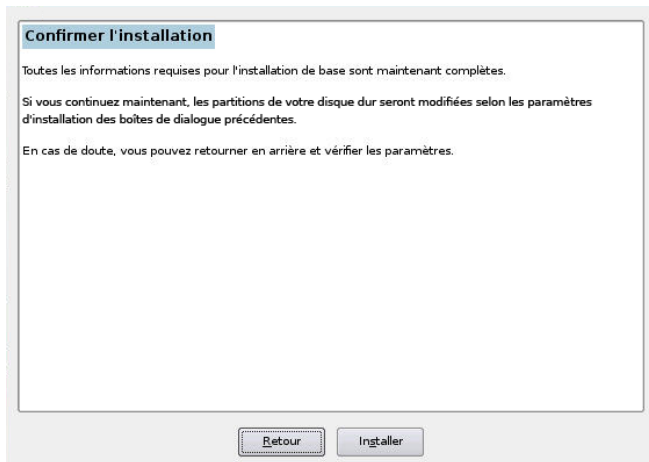 Confirmer l'installation
Toutes les informations requises pour l'installation de base sont maintenant complètes.
Si vous continuez maintenant, les partitions de votre disque dur seront modifiées selon les paramètres
d'installation des boîtes de dialogue précédentes.
En cas de doute, vous pouvez retourner en arrière et vérifier les paramètres.
Retour
Installer